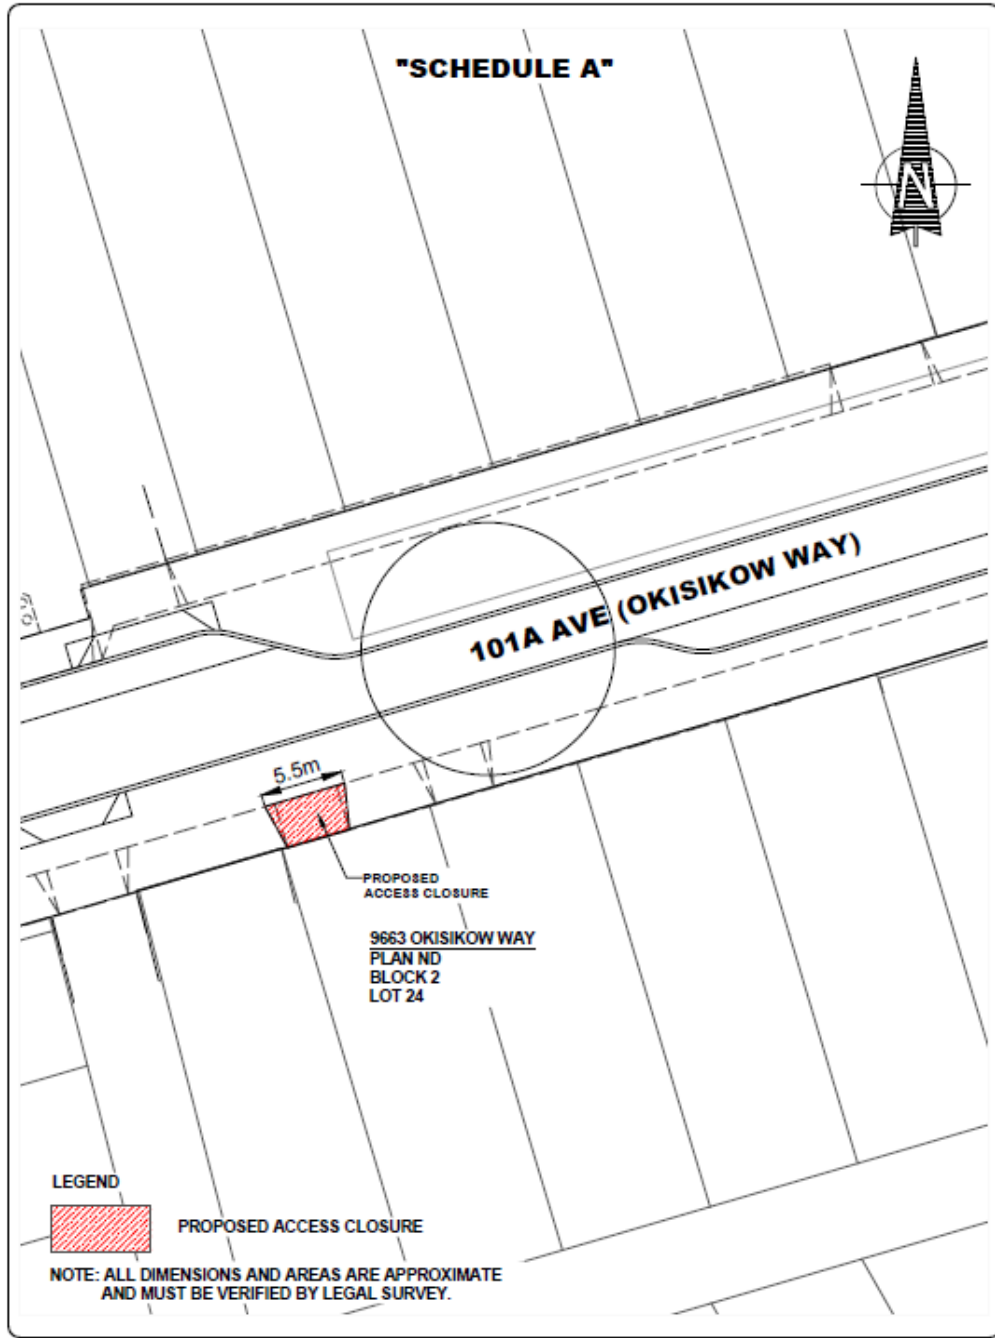 "SCHEDULE A"
N
101A AVE (OKISIKOW WAY)
5.5m
PROPOSED
ACCESS CLOSURE
9663 OKISIKOW WAY
PLAN ND
BLOCK 2
LOT 24
LEGEND
PROPOSED ACCESS CLOSURE
NOTE: ALL DIMENSIONS AND AREAS ARE APPROXIMATE
AND MUST BE VERIFIED BY LEGAL SURVEY.